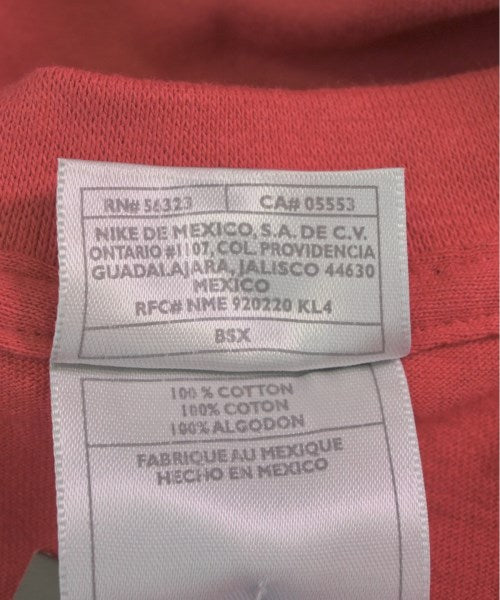 RN# 56323 CA# 05553
NIKE DE MEXICO, S.A. DE C.V.
ONTARIO #1107, COL. PROVIDENCIA
GUADALAJARA, JALISCO 44630
MEXICO
RFC# NME 920220 KL4
BSX
100 % COTTON
100% COTON
100% ALGODON
FABRIQUE AU MEXIQUE
HECHO EN MEXICO